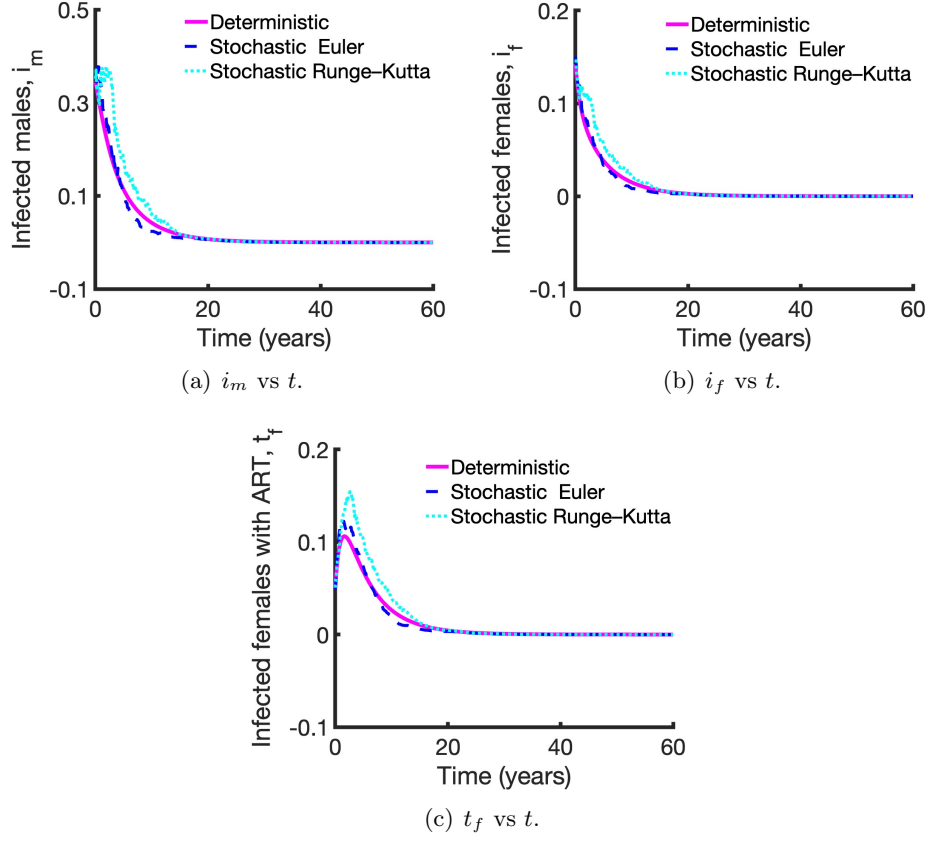 Infected males, i_m
0.5
0.3
0.1
-0.1
Deterministic
Stochastic Euler
Stochastic Runge–Kutta
0 20 40 60
Time (years)
(a) i_m vs t.
Infected females, i_f
0.2
0.1
0
-0.1
Deterministic
Stochastic Euler
Stochastic Runge–Kutta
0 20 40 60
Time (years)
(b) i_f vs t.
Infected females with ART, t_f
0.2
0.1
0
-0.1
Deterministic
Stochastic Euler
Stochastic Runge–Kutta
0 20 40 60
Time (years)
(c) t_f vs t.